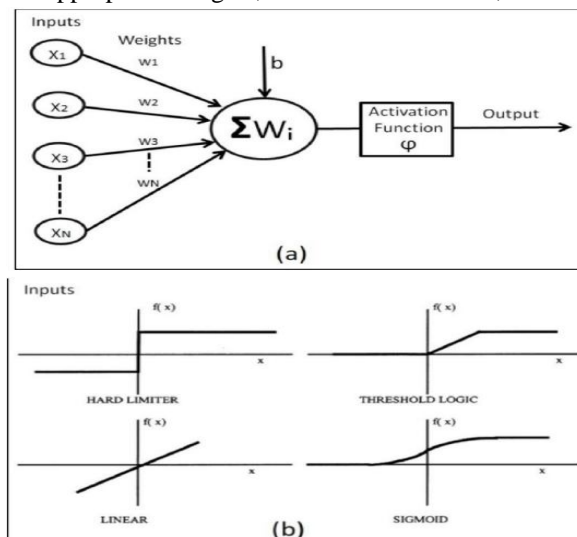 Inputs
Weights
X1
W1
b
X2
W2
Activation
Function
φ
Output
ΣWi
X3
W3
WN
XN
(a)
Inputs
f( x)
f( x)
x
x
HARD LIMITER
THRESHOLD LOGIC
f( x)
f( x)
x
x
LINEAR
SIGMOID
(b)